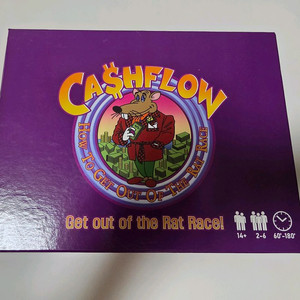 CA$HFLOW
HOW TO GET OUT OF THE RAT RACE
Get out of the Rat Race!
14+ 2-6 60'-180'